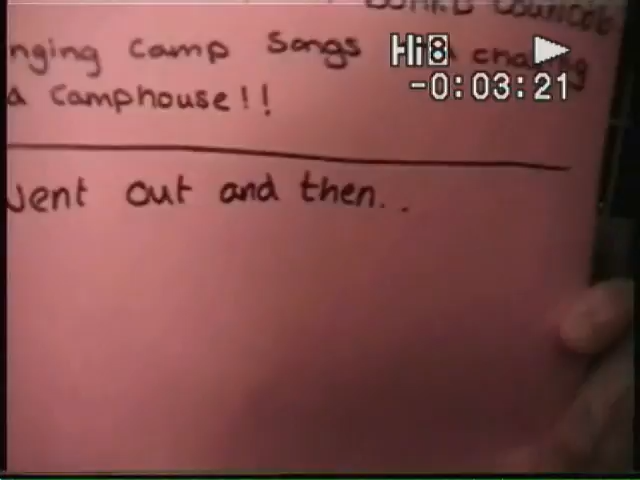 nging Camp Songs
Hi8
a Camphouse!!
-0:03:21
went out and then..